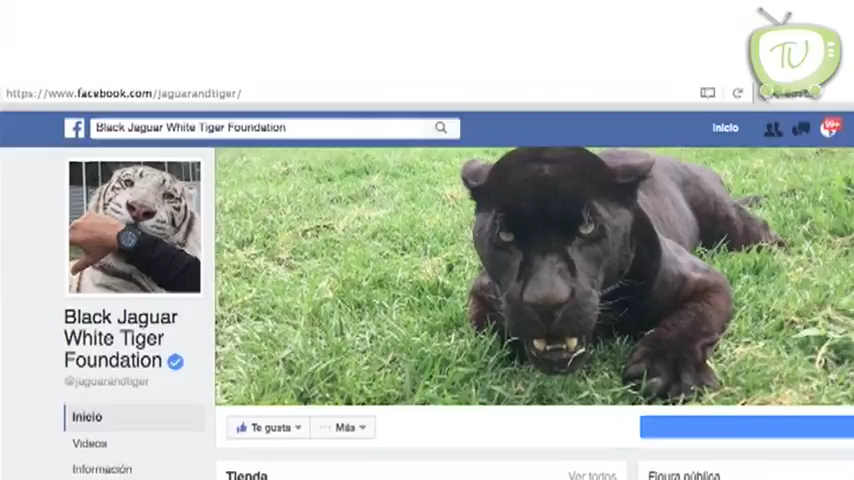 TV
https://www.facebook.com/jaguarandtiger/
Black Jaguar White Tiger Foundation
Inicio
99+
Black Jaguar
White Tiger
Foundation
@jaguarandtiger
Inicio
Videos
Información
Te gusta
Más
Tienda
Ver todos
Figura pública